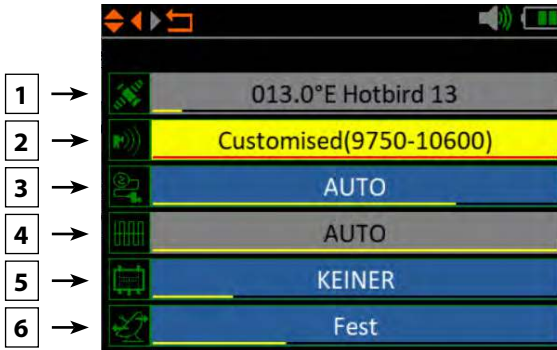 1 013.0°E Hotbird 13
2 Customised(9750-10600)
3 AUTO
4 AUTO
5 KEINER
6 Fest